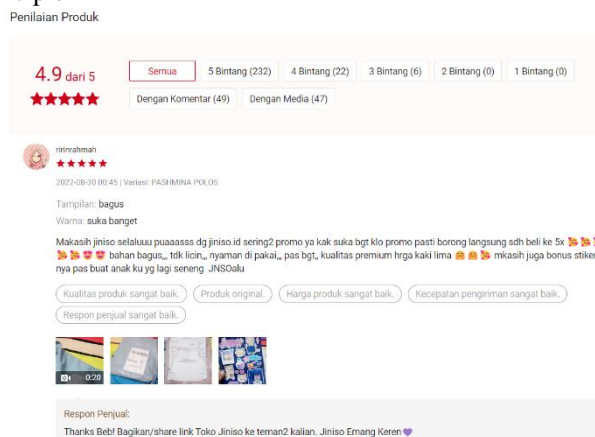 Penilaian Produk
4.9 dari 5
Semua
5 Bintang (232)
4 Bintang (22)
3 Bintang (6)
2 Bintang (0)
1 Bintang (0)
Dengan Komentar (49)
Dengan Media (47)
ririnrahmah
2022-08-30 00:45 | Variasi: PASHMINA POLOS
Tampilan: bagus
Warna: suka banget
Makasih jiniso selaluuu puaaasss dg jiniso.id sering2 promo ya kak suka bgt klo promo pasti borong langsung sdh beli ke 5x
bahan bagus,,, tdk licin,,, nyaman di pakai,,, pas bgt,, kualitas premium hrga kaki lima mkasih juga bonus stiker
nya pas buat anak ku yg lagi seneng JNSOalu
Kualitas produk sangat baik.
Produk original.
Harga produk sangat baik.
Kecepatan pengiriman sangat baik.
Respon penjual sangat baik.
0:20
Respon Penjual:
Thanks Beb! Bagikan/share link Toko Jiniso ke teman2 kalian. Jiniso Emang Keren💜